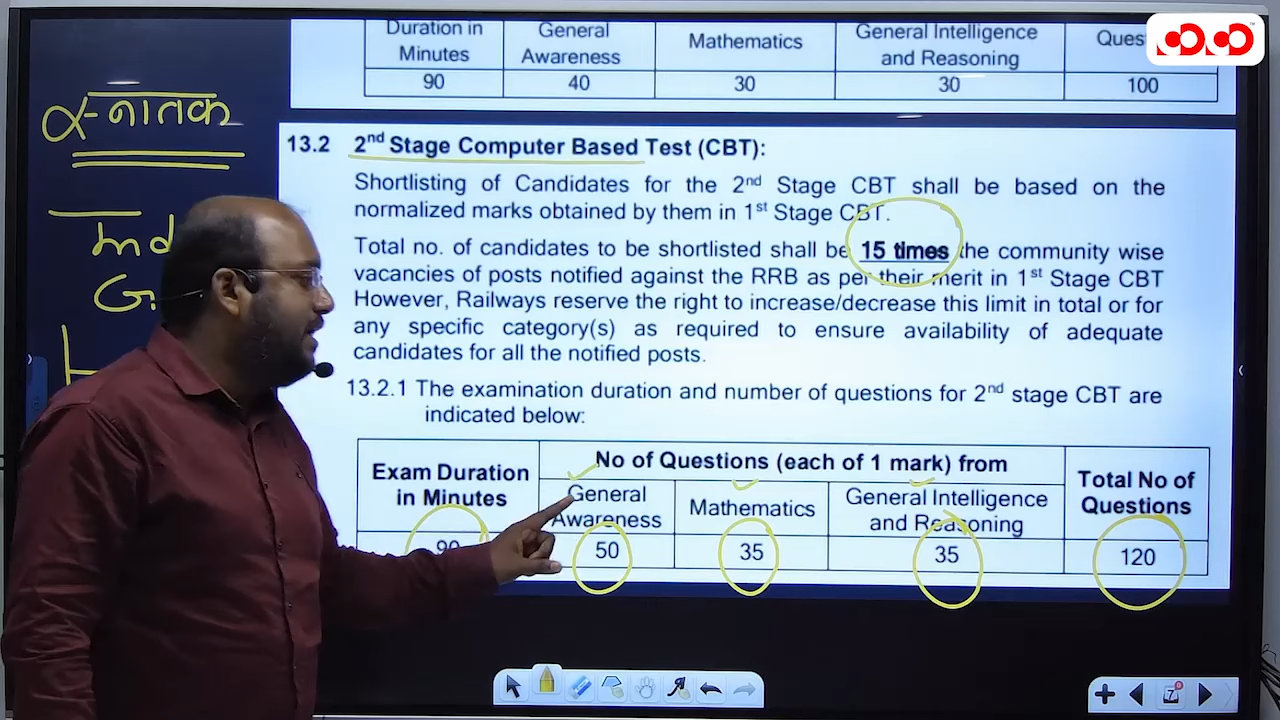 Duration in Minutes
General Awareness
Mathematics
General Intelligence and Reasoning
90
40
30
30
100
नातक
13.2 2nd Stage Computer Based Test (CBT):
Shortlisting of Candidates for the 2nd Stage CBT shall be based on the
normalized marks obtained by them in 1st Stage CBT.
Total no. of candidates to be shortlisted shall be 15 times the community wise
vacancies of posts notified against the RRB as per their merit in 1st Stage CBT
However, Railways reserve the right to increase/decrease this limit in total or for
any specific category(s) as required to ensure availability of adequate
candidates for all the notified posts.
13.2.1 The examination duration and number of questions for 2nd stage CBT are
indicated below:
Exam Duration
in Minutes
No of Questions (each of 1 mark) from
Total No of
Questions
General
Awareness
Mathematics
General Intelligence
and Reasoning
90
50
35
35
120